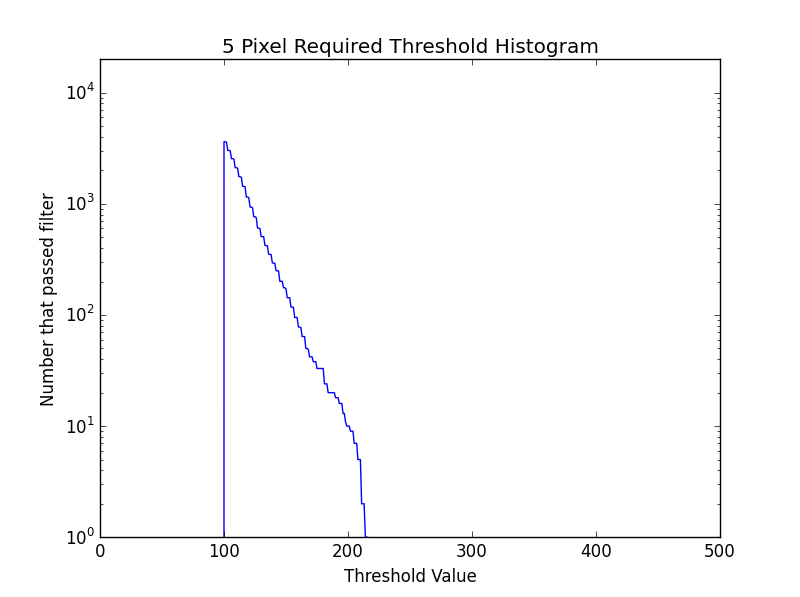 5 Pixel Required Threshold Histogram
Number that passed filter
10^4
10^3
10^2
10^1
10^0
0 100 200 300 400 500
Threshold Value